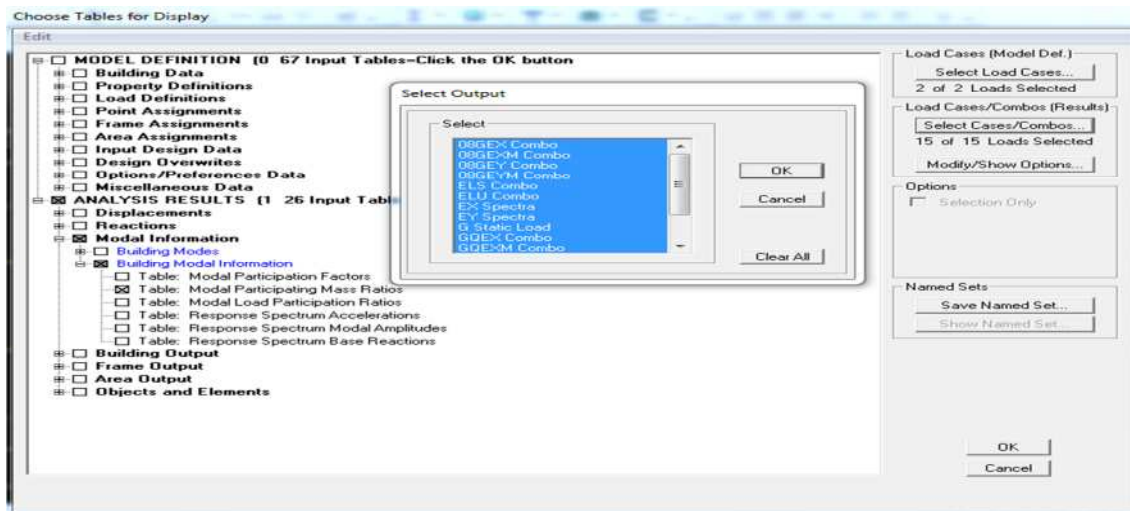 Choose Tables for Display
Edit
MODEL DEFINITION (0 67 Input Tables-Click the OK button
Building Data
Property Definitions
Load Definitions
Point Assignments
Frame Assignments
Area Assignments
Input Design Data
Design Overwrites
Options/Preferences Data
Miscellaneous Data
ANALYSIS RESULTS (1 26 Input Tabl
Displacements
Reactions
Modal Information
Building Modes
Building Modal Information
Table: Modal Participation Factors
Table: Modal Participating Mass Ratios
Table: Modal Load Participation Ratios
Table: Response Spectrum Accelerations
Table: Response Spectrum Modal Amplitudes
Table: Response Spectrum Base Reactions
Building Output
Frame Output
Area Output
Objects and Elements
Select Output
Select
08GEX Combo
08GEXM Combo
08GEY Combo
08GEYM Combo
ELS Combo
ELU Combo
EX Spectra
EY Spectra
G Static Load
GQEX Combo
GQEXM Combo
OK
Cancel
Clear All
Load Cases (Model Def.)
Select Load Cases...
2 of 2 Loads Selected
Load Cases/Combos (Results)
Select Cases/Combos...
15 of 15 Loads Selected
Modify/Show Options...
Options
Selection Only
Named Sets
Save Named Set...
Show Named Set...
OK
Cancel